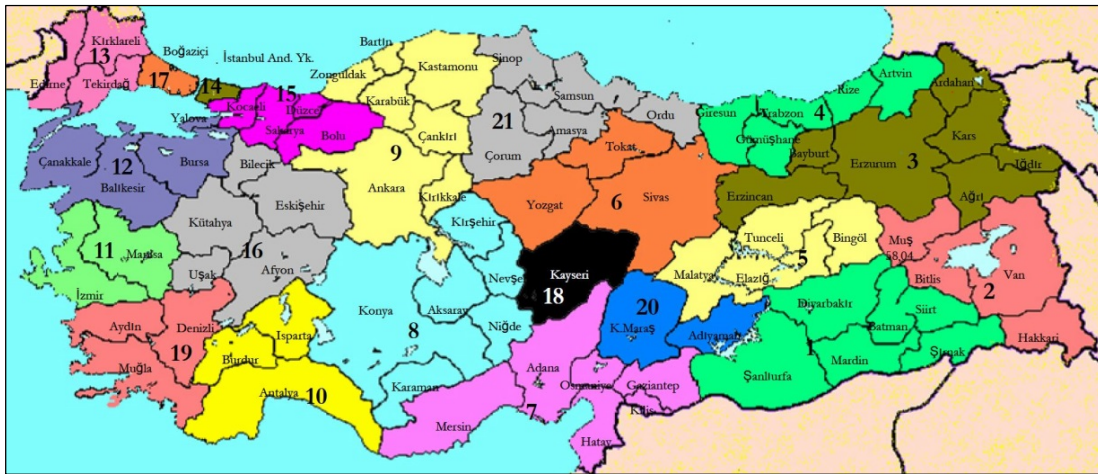 Kırklareli
13
Edirne
Tekirdağ
Boğaziçi
17
İstanbul And. Yk.
14
15
Kocaeli
Düzce
Sakarya
Bolu
Yalova
Bartın
Zonguldak
Kastamonu
Karabük
Çankırı
9
Ankara
Kırıkkale
Sinop
Samsun
21
Amasya
Ordu
Çorum
Tokat
Yozgat
6
Sivas
Giresun
Trabzon
4
Rize
Artvin
Gümüşhane
Ardahan
Kars
Bayburt
Erzurum
3
Iğdır
Erzincan
Ağrı
Çanakkale
12
Bursa
Balıkesir
Bilecik
Eskişehir
Kütahya
16
Uşak
Afyon
11
Manisa
İzmir
Aydın
Denizli
19
Muğla
Isparta
Burdur
Antalya
10
Kırşehir
Nevşe
Konya
Aksaray
8
Niğde
Karaman
Kayseri
18
Tunceli
Bingöl
5
Malatya
Elazığ
Muş
58,04
Bitlis
Van
2
Hakkari
20
K.Maraş
Adıyaman
Diyarbakır
Siirt
Batman
1
Mardin
Şırnak
Şanlıurfa
Adana
Osmaniye
Gaziantep
Kilis
7
Mersin
Hatay